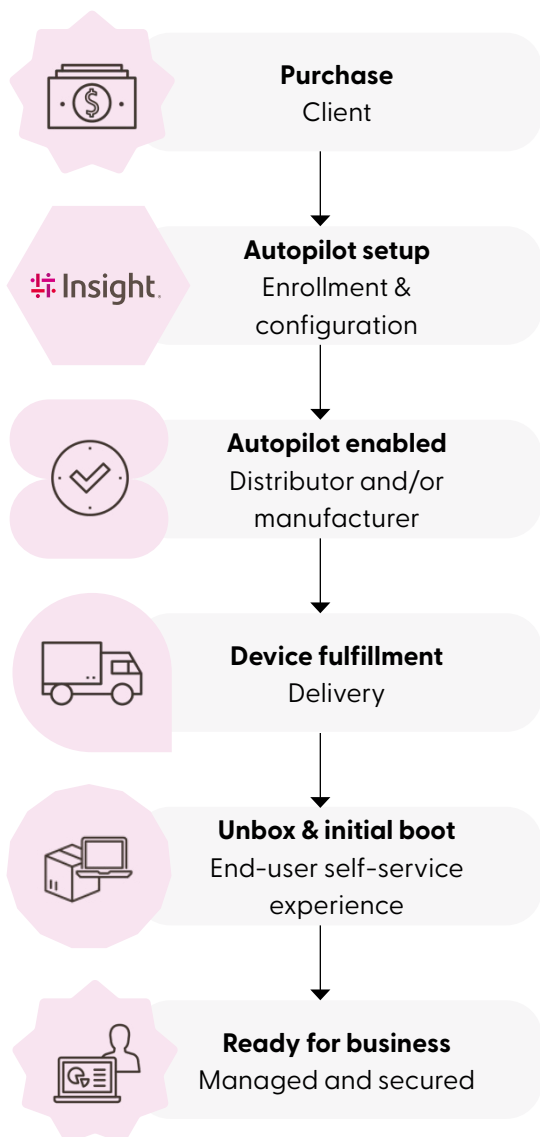 Purchase
Client
Autopilot setup
Insight.
Enrollment &
configuration
Autopilot enabled
Distributor and/or
manufacturer
Device fulfillment
Delivery
Unbox & initial boot
End-user self-service
experience
Ready for business
Managed and secured